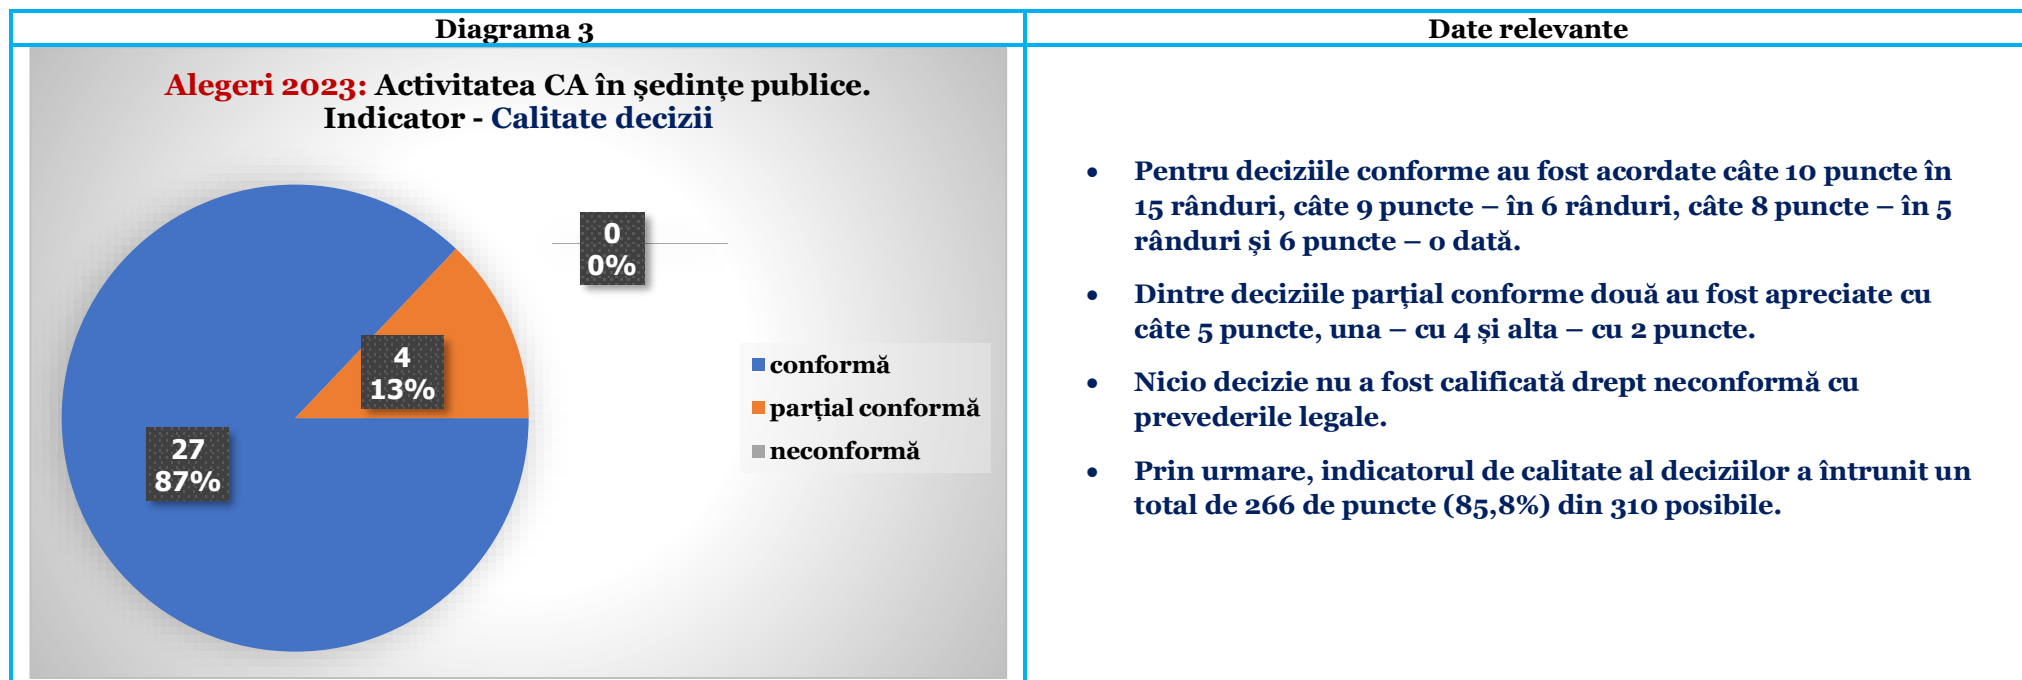 Diagrama 3
Date relevante
Alegeri 2023: Activitatea CA în ședințe publice.
Indicator - Calitate decizii
0
0%
4
13%
27
87%
conformă
parțial conformă
neconformă
• Pentru deciziile conforme au fost acordate câte 10 puncte în
15 rânduri, câte 9 puncte – în 6 rânduri, câte 8 puncte – în 5
rânduri și 6 puncte – o dată.
• Dintre deciziile parțial conforme două au fost apreciate cu
câte 5 puncte, una – cu 4 și alta – cu 2 puncte.
• Nicio decizie nu a fost calificată drept neconformă cu
prevederile legale.
• Prin urmare, indicatorul de calitate al deciziilor a întrunit un
total de 266 de puncte (85,8%) din 310 posibile.